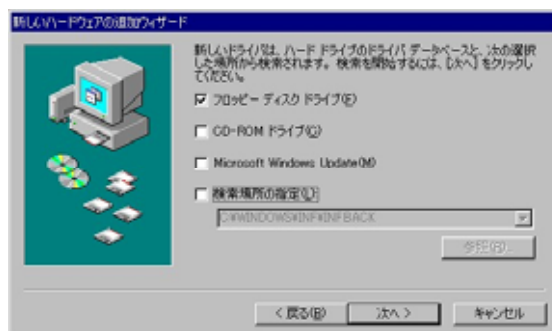 新しいハードウェアの追加ウィザード
新しいドライバは、ハード ドライブのドライバ データベースと、次の選択
した場所から検索されます。検索を開始するには、[次へ] をクリックし
てください。
フロッピー ディスク ドライブ(F)
CD-ROM ドライブ(C)
Microsoft Windows Update(M)
検索場所の指定(L)
C:¥WINDOWS¥INF¥INFBACK
参照(R)...
< 戻る(B)
次へ >
キャンセル